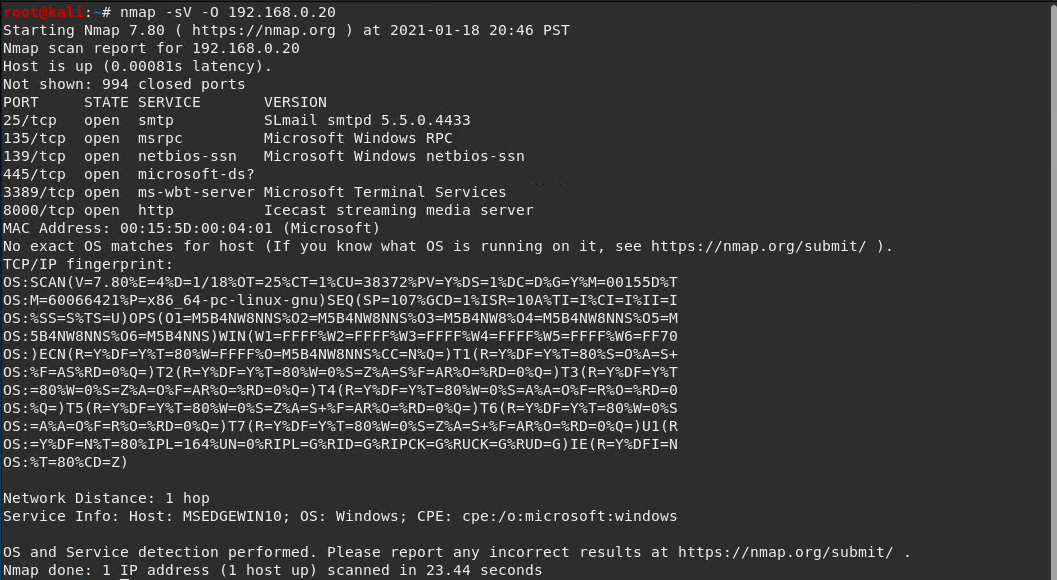 root@kali:~# nmap -sV -O 192.168.0.20
Starting Nmap 7.80 ( https://nmap.org ) at 2021-01-18 20:46 PST
Nmap scan report for 192.168.0.20
Host is up (0.00081s latency).
Not shown: 994 closed ports
PORT     STATE SERVICE       VERSION
25/tcp   open  smtp          SLmail smtpd 5.5.0.4433
135/tcp  open  msrpc         Microsoft Windows RPC
139/tcp  open  netbios-ssn   Microsoft Windows netbios-ssn
445/tcp  open  microsoft-ds?
3389/tcp open  ms-wbt-server Microsoft Terminal Services
8000/tcp open  http          Icecast streaming media server
MAC Address: 00:15:5D:00:04:01 (Microsoft)
No exact OS matches for host (If you know what OS is running on it, see https://nmap.org/submit/ ).
TCP/IP fingerprint:
OS:SCAN(V=7.80%E=4%D=1/18%OT=25%CT=1%CU=38372%PV=Y%DS=1%DC=D%G=Y%M=00155D%T
OS:M=60066421%P=x86_64-pc-linux-gnu)SEQ(SP=107%GCD=1%ISR=10A%TI=I%CI=I%II=I
OS:%SS=S%TS=U)OPS(O1=M5B4NW8NNS%O2=M5B4NW8NNS%O3=M5B4NW8%O4=M5B4NW8NNS%O5=M
OS:5B4NW8NNS%O6=M5B4NNS)WIN(W1=FFFF%W2=FFFF%W3=FFFF%W4=FFFF%W5=FFFF%W6=FF70
OS:)ECN(R=Y%DF=Y%T=80%W=FFFF%O=M5B4NW8NNS%CC=N%Q=)T1(R=Y%DF=Y%T=80%S=O%A=S+
OS:%F=AS%RD=0%Q=)T2(R=Y%DF=Y%T=80%W=0%S=Z%A=S%F=AR%O=%RD=0%Q=)T3(R=Y%DF=Y%T
OS:=80%W=0%S=Z%A=O%F=AR%O=%RD=0%Q=)T4(R=Y%DF=Y%T=80%W=0%S=A%A=O%F=R%O=%RD=0
OS:%Q=)T5(R=Y%DF=Y%T=80%W=0%S=Z%A=S+%F=AR%O=%RD=0%Q=)T6(R=Y%DF=Y%T=80%W=0%S
OS:=A%A=O%F=R%O=%RD=0%Q=)T7(R=Y%DF=Y%T=80%W=0%S=Z%A=S+%F=AR%O=%RD=0%Q=)U1(R
OS:=Y%DF=N%T=80%IPL=164%UN=0%RIPL=G%RID=G%RIPCK=G%RUCK=G%RUD=G)IE(R=Y%DFI=N
OS:%T=80%CD=Z)
Network Distance: 1 hop
Service Info: Host: MSEDGEWIN10; OS: Windows; CPE: cpe:/o:microsoft:windows
OS and Service detection performed. Please report any incorrect results at https://nmap.org/submit/ .
Nmap done: 1 IP address (1 host up) scanned in 23.44 seconds